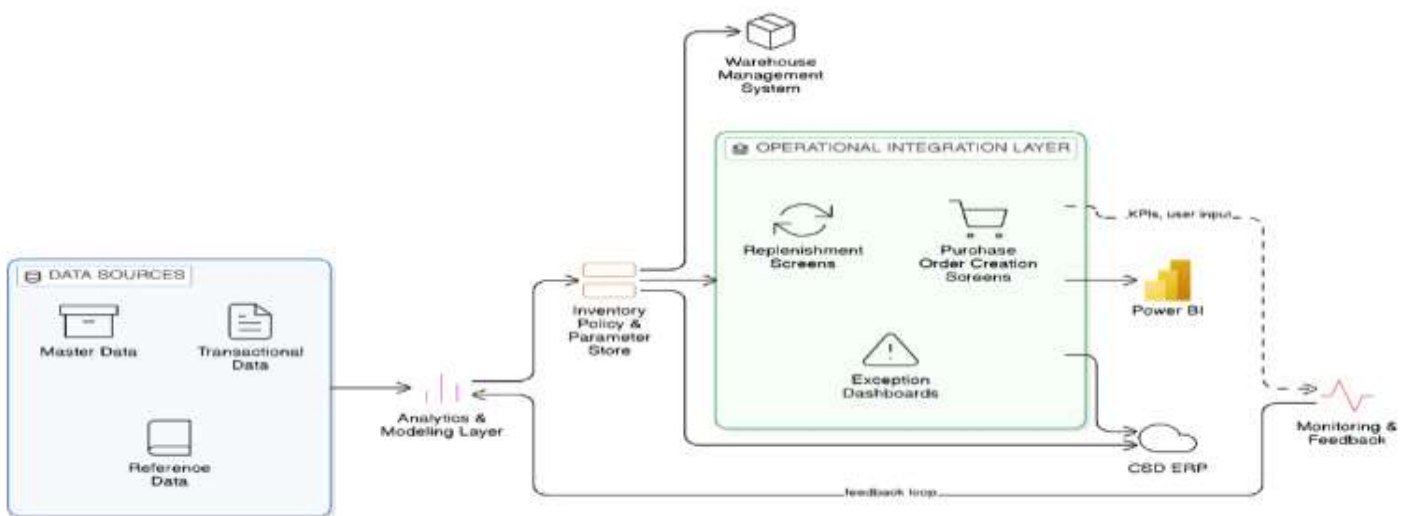 Warehouse
Management
System
OPERATIONAL INTEGRATION LAYER
Replenishment
Screens
Purchase
Order Creation
Screens
KPIs, user input
DATA SOURCES
Master Data
Transactional
Data
Reference
Data
Analytics &
Modeling Layer
Inventory
Policy &
Parameter
Store
Power BI
Exception
Dashboards
CSD ERP
Monitoring &
Feedback
feedback loop